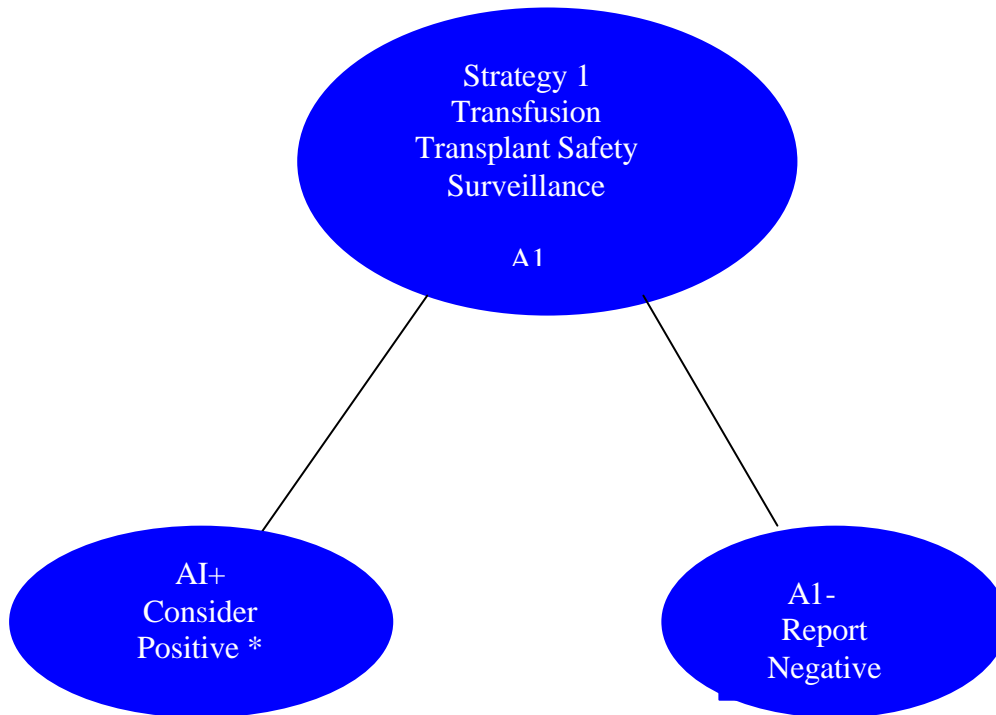 Strategy 1
Transfusion
Transplant Safety
Surveillance
A1
AI+
Consider
Positive *
A1-
Report
Negative